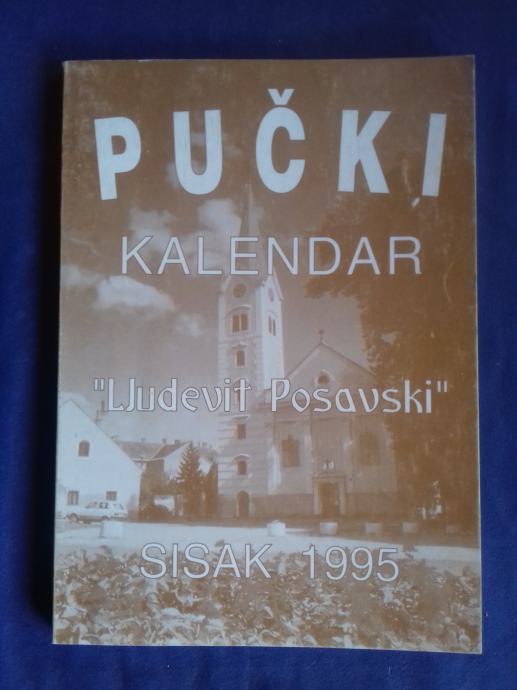 PUČKI
KALENDAR
"LJudevit Posavski"
SISAK 1995